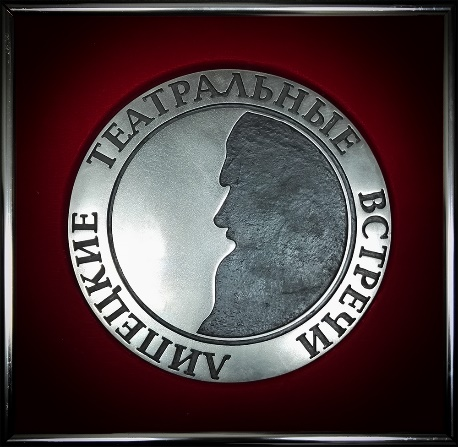 ЛИПЕЦКИЕ ТЕАТРАЛЬНЫЕ ВСТРЕЧИ